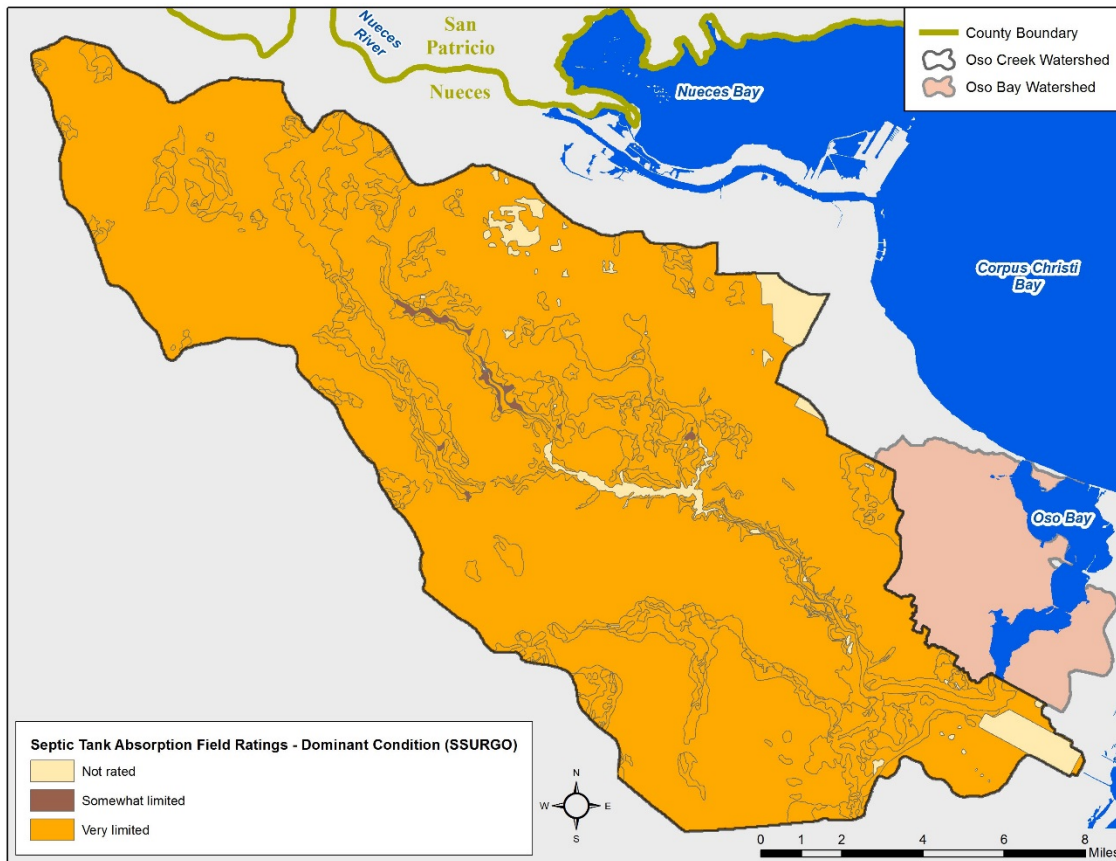 San
Patricio
Nueces
River
Nueces
Nueces Bay
County Boundary
Oso Creek Watershed
Oso Bay Watershed
Corpus Christi
Bay
Oso Bay
Septic Tank Absorption Field Ratings - Dominant Condition (SSURGO)
Not rated
Somewhat limited
Very limited
N
W
E
S
0 1 2 4 6 8
Miles